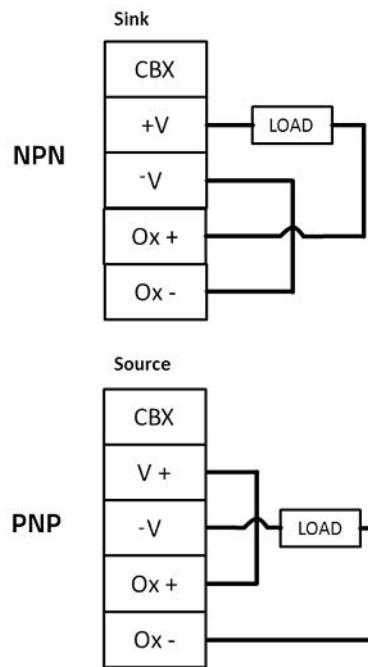 Sink
CBX
+V
LOAD
NPN
-V
Ox +
Ox -
Source
CBX
V +
PNP
-V
LOAD
Ox +
Ox -